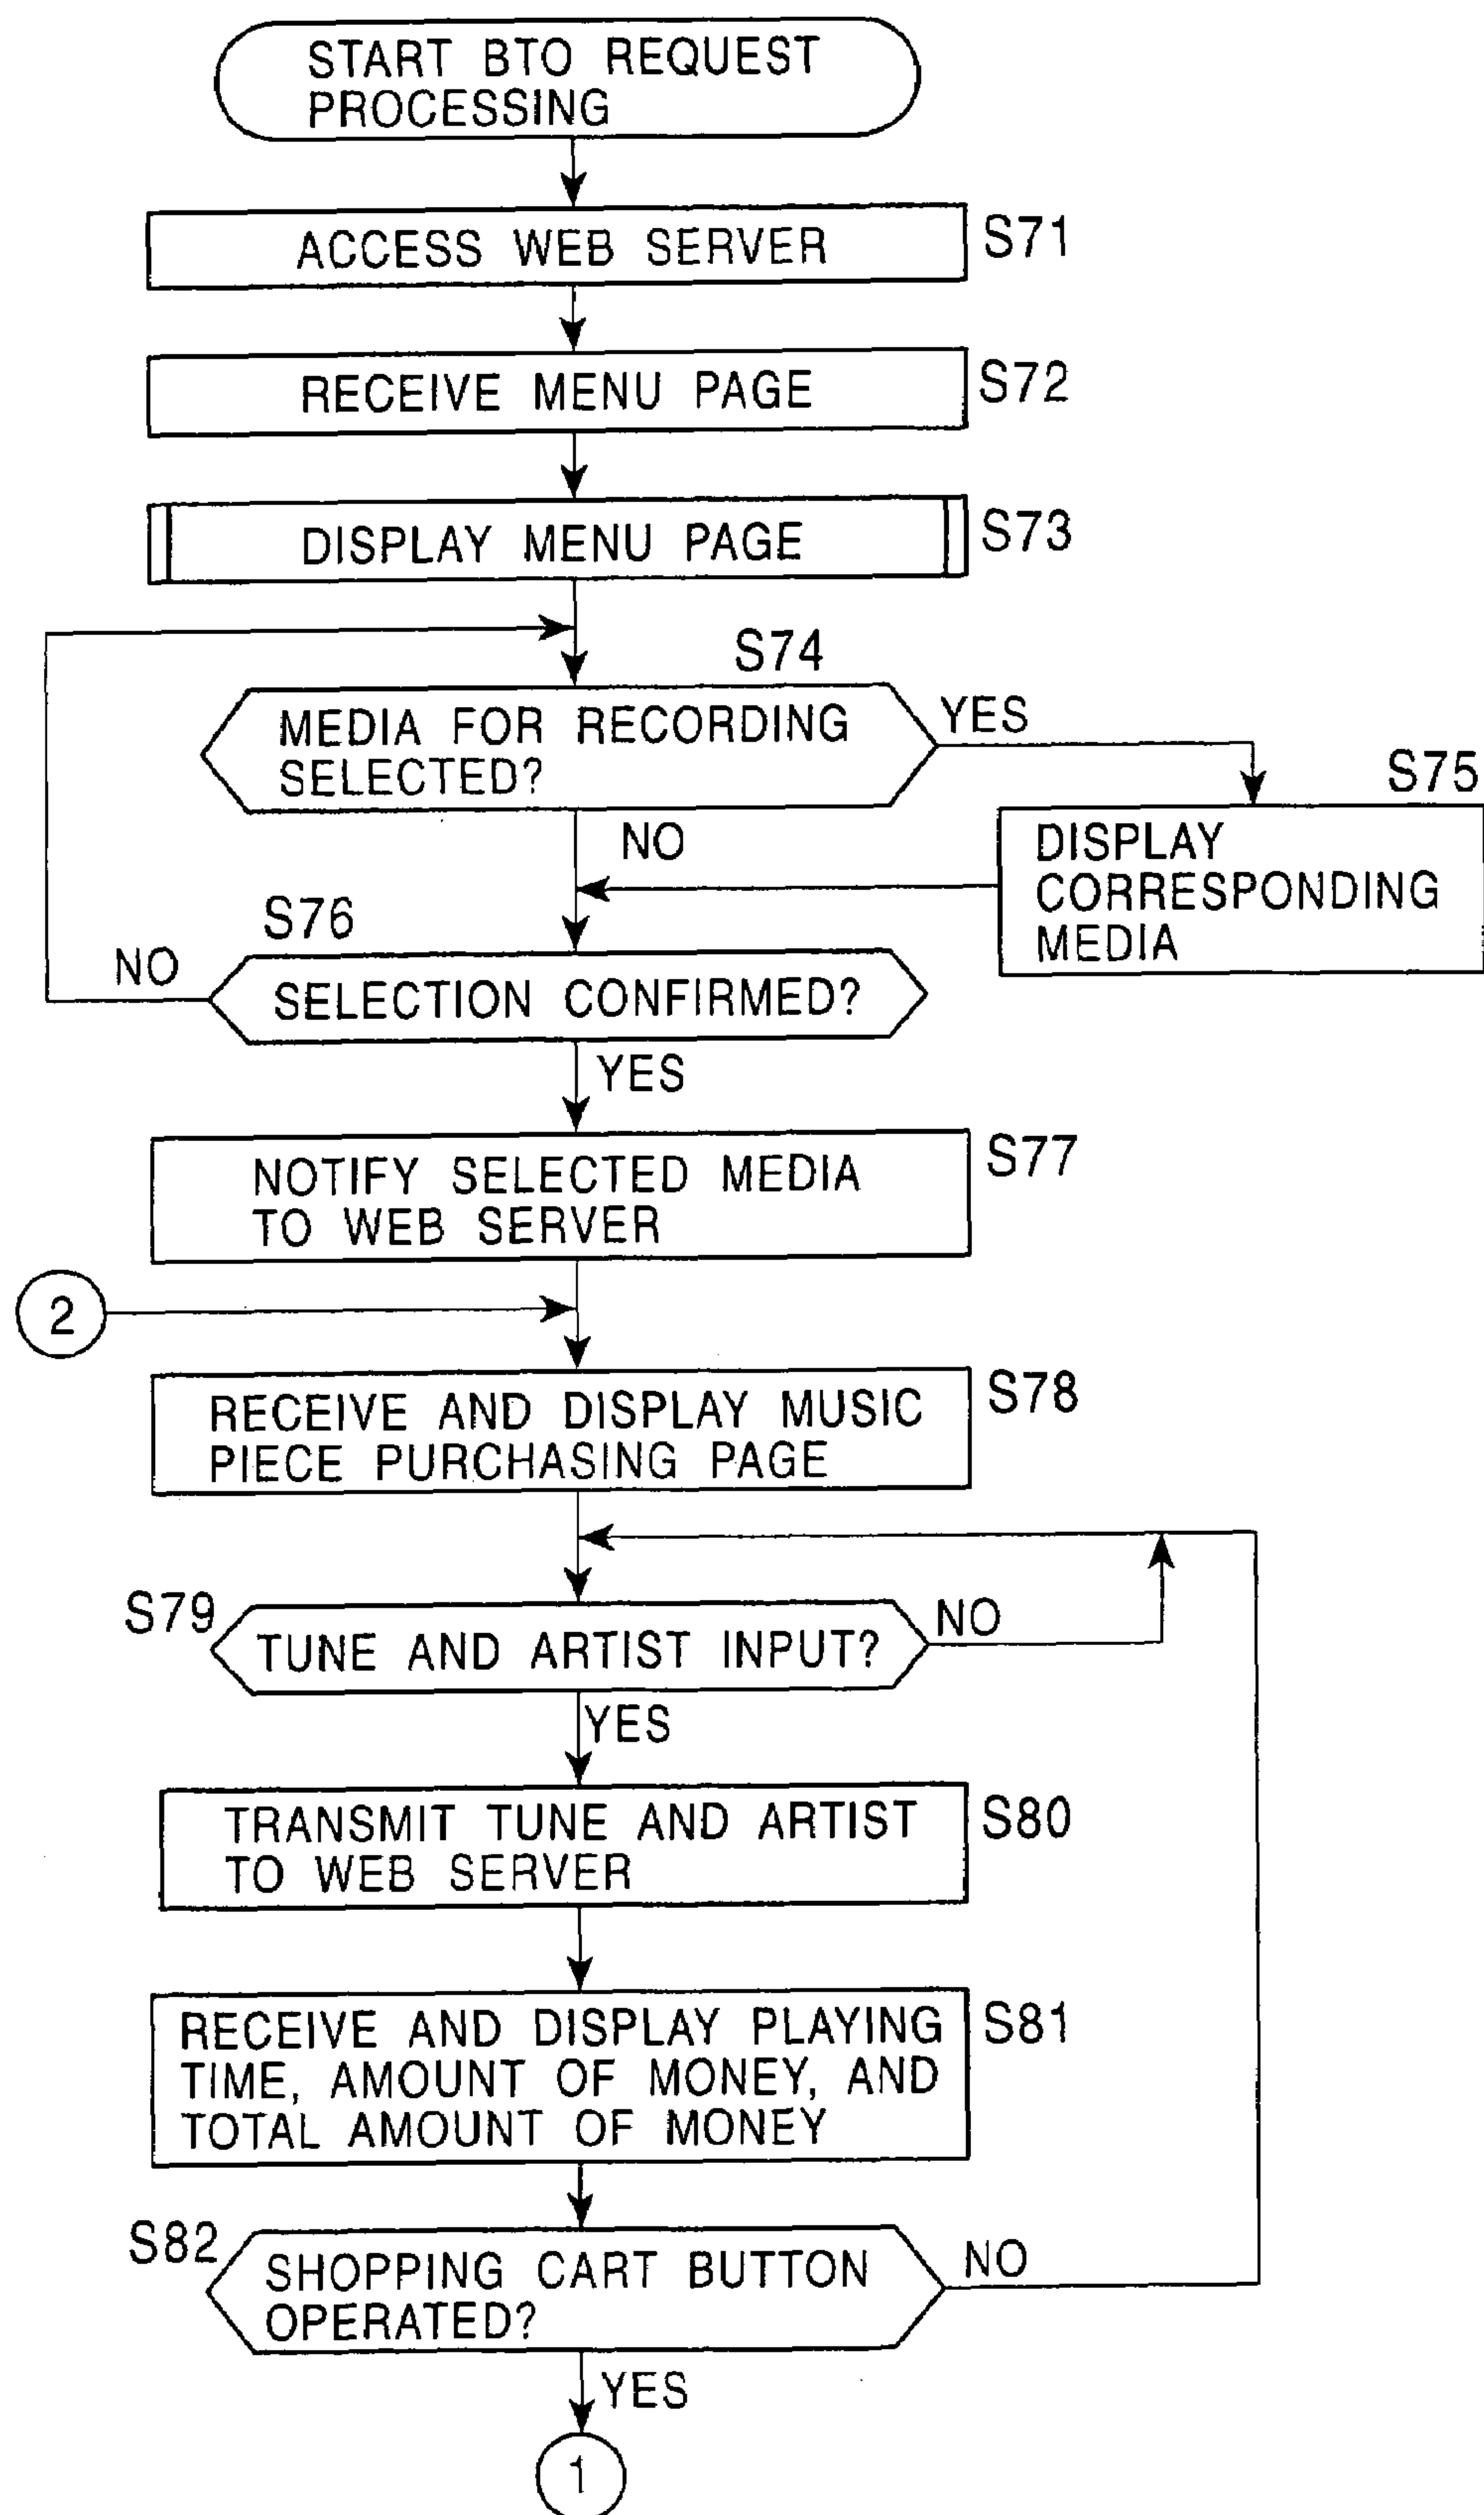 START BTO REQUEST
PROCESSING
ACCESS WEB SERVER
S71
RECEIVE MENU PAGE
S72
DISPLAY MENU PAGE
S73
S74
MEDIA FOR RECORDING
SELECTED?
YES
S75
DISPLAY
CORRESPONDING
MEDIA
NO
S76
NO
SELECTION CONFIRMED?
YES
NOTIFY SELECTED MEDIA
TO WEB SERVER
S77
2
RECEIVE AND DISPLAY MUSIC
PIECE PURCHASING PAGE
S78
S79
TUNE AND ARTIST INPUT?
NO
YES
TRANSMIT TUNE AND ARTIST
TO WEB SERVER
S80
RECEIVE AND DISPLAY PLAYING
TIME, AMOUNT OF MONEY, AND
TOTAL AMOUNT OF MONEY
S81
S82
SHOPPING CART BUTTON
OPERATED?
NO
YES
1